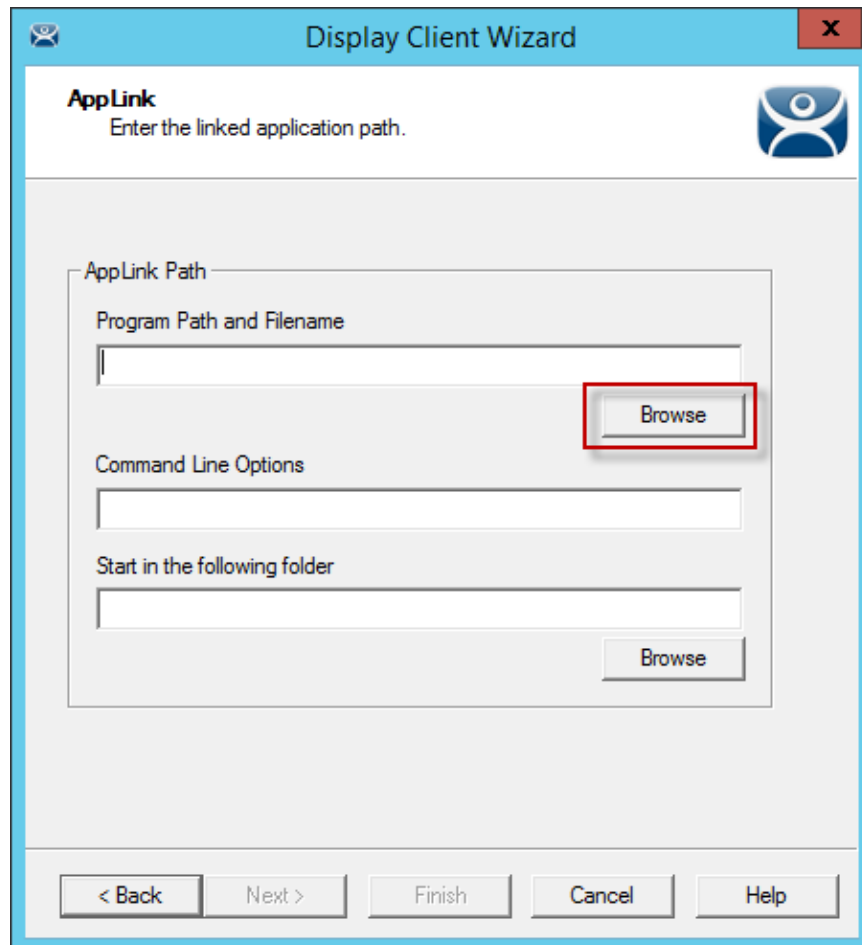 Display Client Wizard
x
AppLink
Enter the linked application path.
AppLink Path
Program Path and Filename
Browse
Command Line Options
Start in the following folder
Browse
< Back Next > Finish Cancel Help